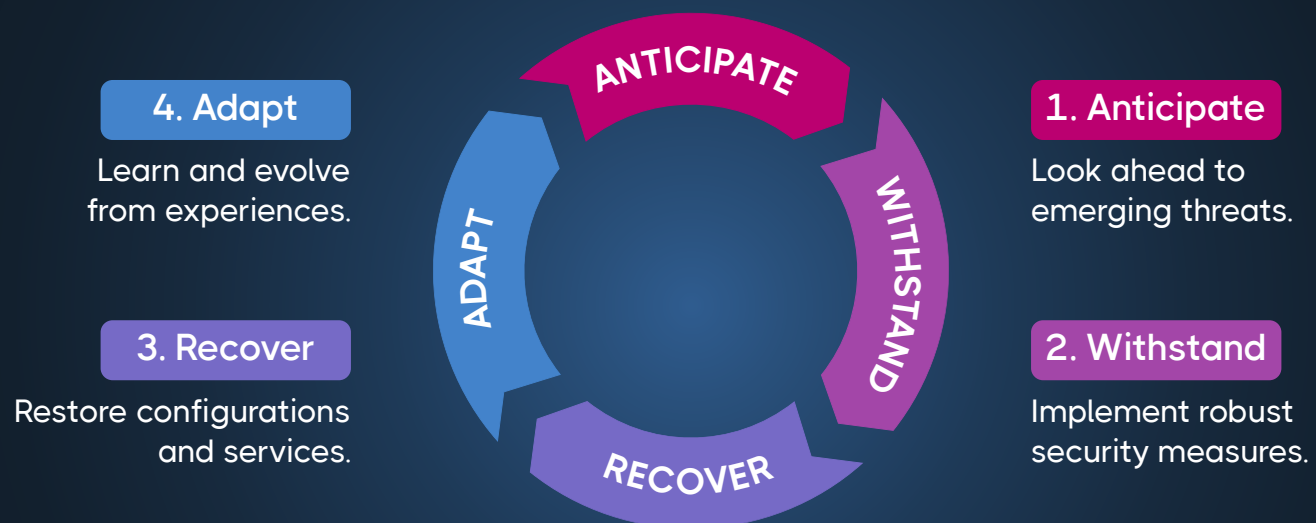 ANTICIPATE
WITHSTAND
RECOVER
ADAPT
1. Anticipate
Look ahead to
emerging threats.
2. Withstand
Implement robust
security measures.
3. Recover
Restore configurations
and services.
4. Adapt
Learn and evolve
from experiences.